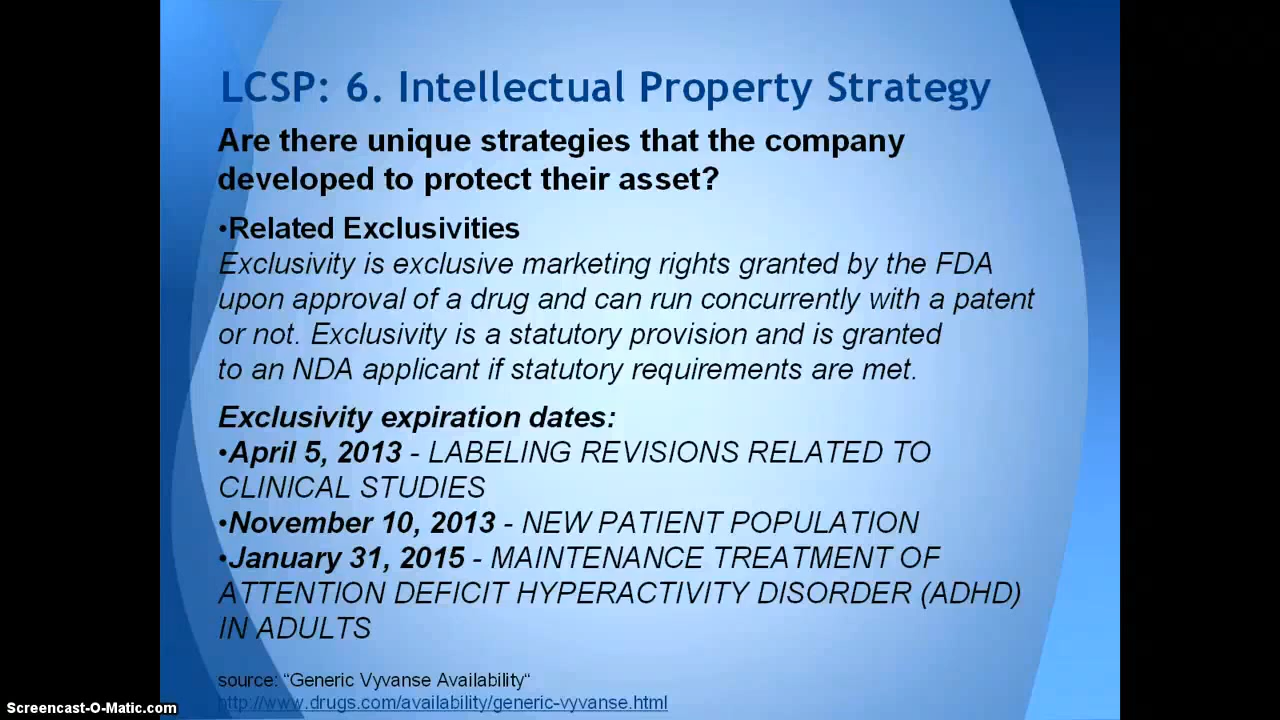 LCSP: 6. Intellectual Property Strategy
Are there unique strategies that the company
developed to protect their asset?
•Related Exclusivities
Exclusivity is exclusive marketing rights granted by the FDA
upon approval of a drug and can run concurrently with a patent
or not. Exclusivity is a statutory provision and is granted
to an NDA applicant if statutory requirements are met.
Exclusivity expiration dates:
•April 5, 2013 - LABELING REVISIONS RELATED TO
CLINICAL STUDIES
•November 10, 2013 - NEW PATIENT POPULATION
•January 31, 2015 - MAINTENANCE TREATMENT OF
ATTENTION DEFICIT HYPERACTIVITY DISORDER (ADHD)
IN ADULTS
source: “Generic Vyvanse Availability“
http://www.drugs.com/availability/generic-vyvanse.html
Screencast-O-Matic.com